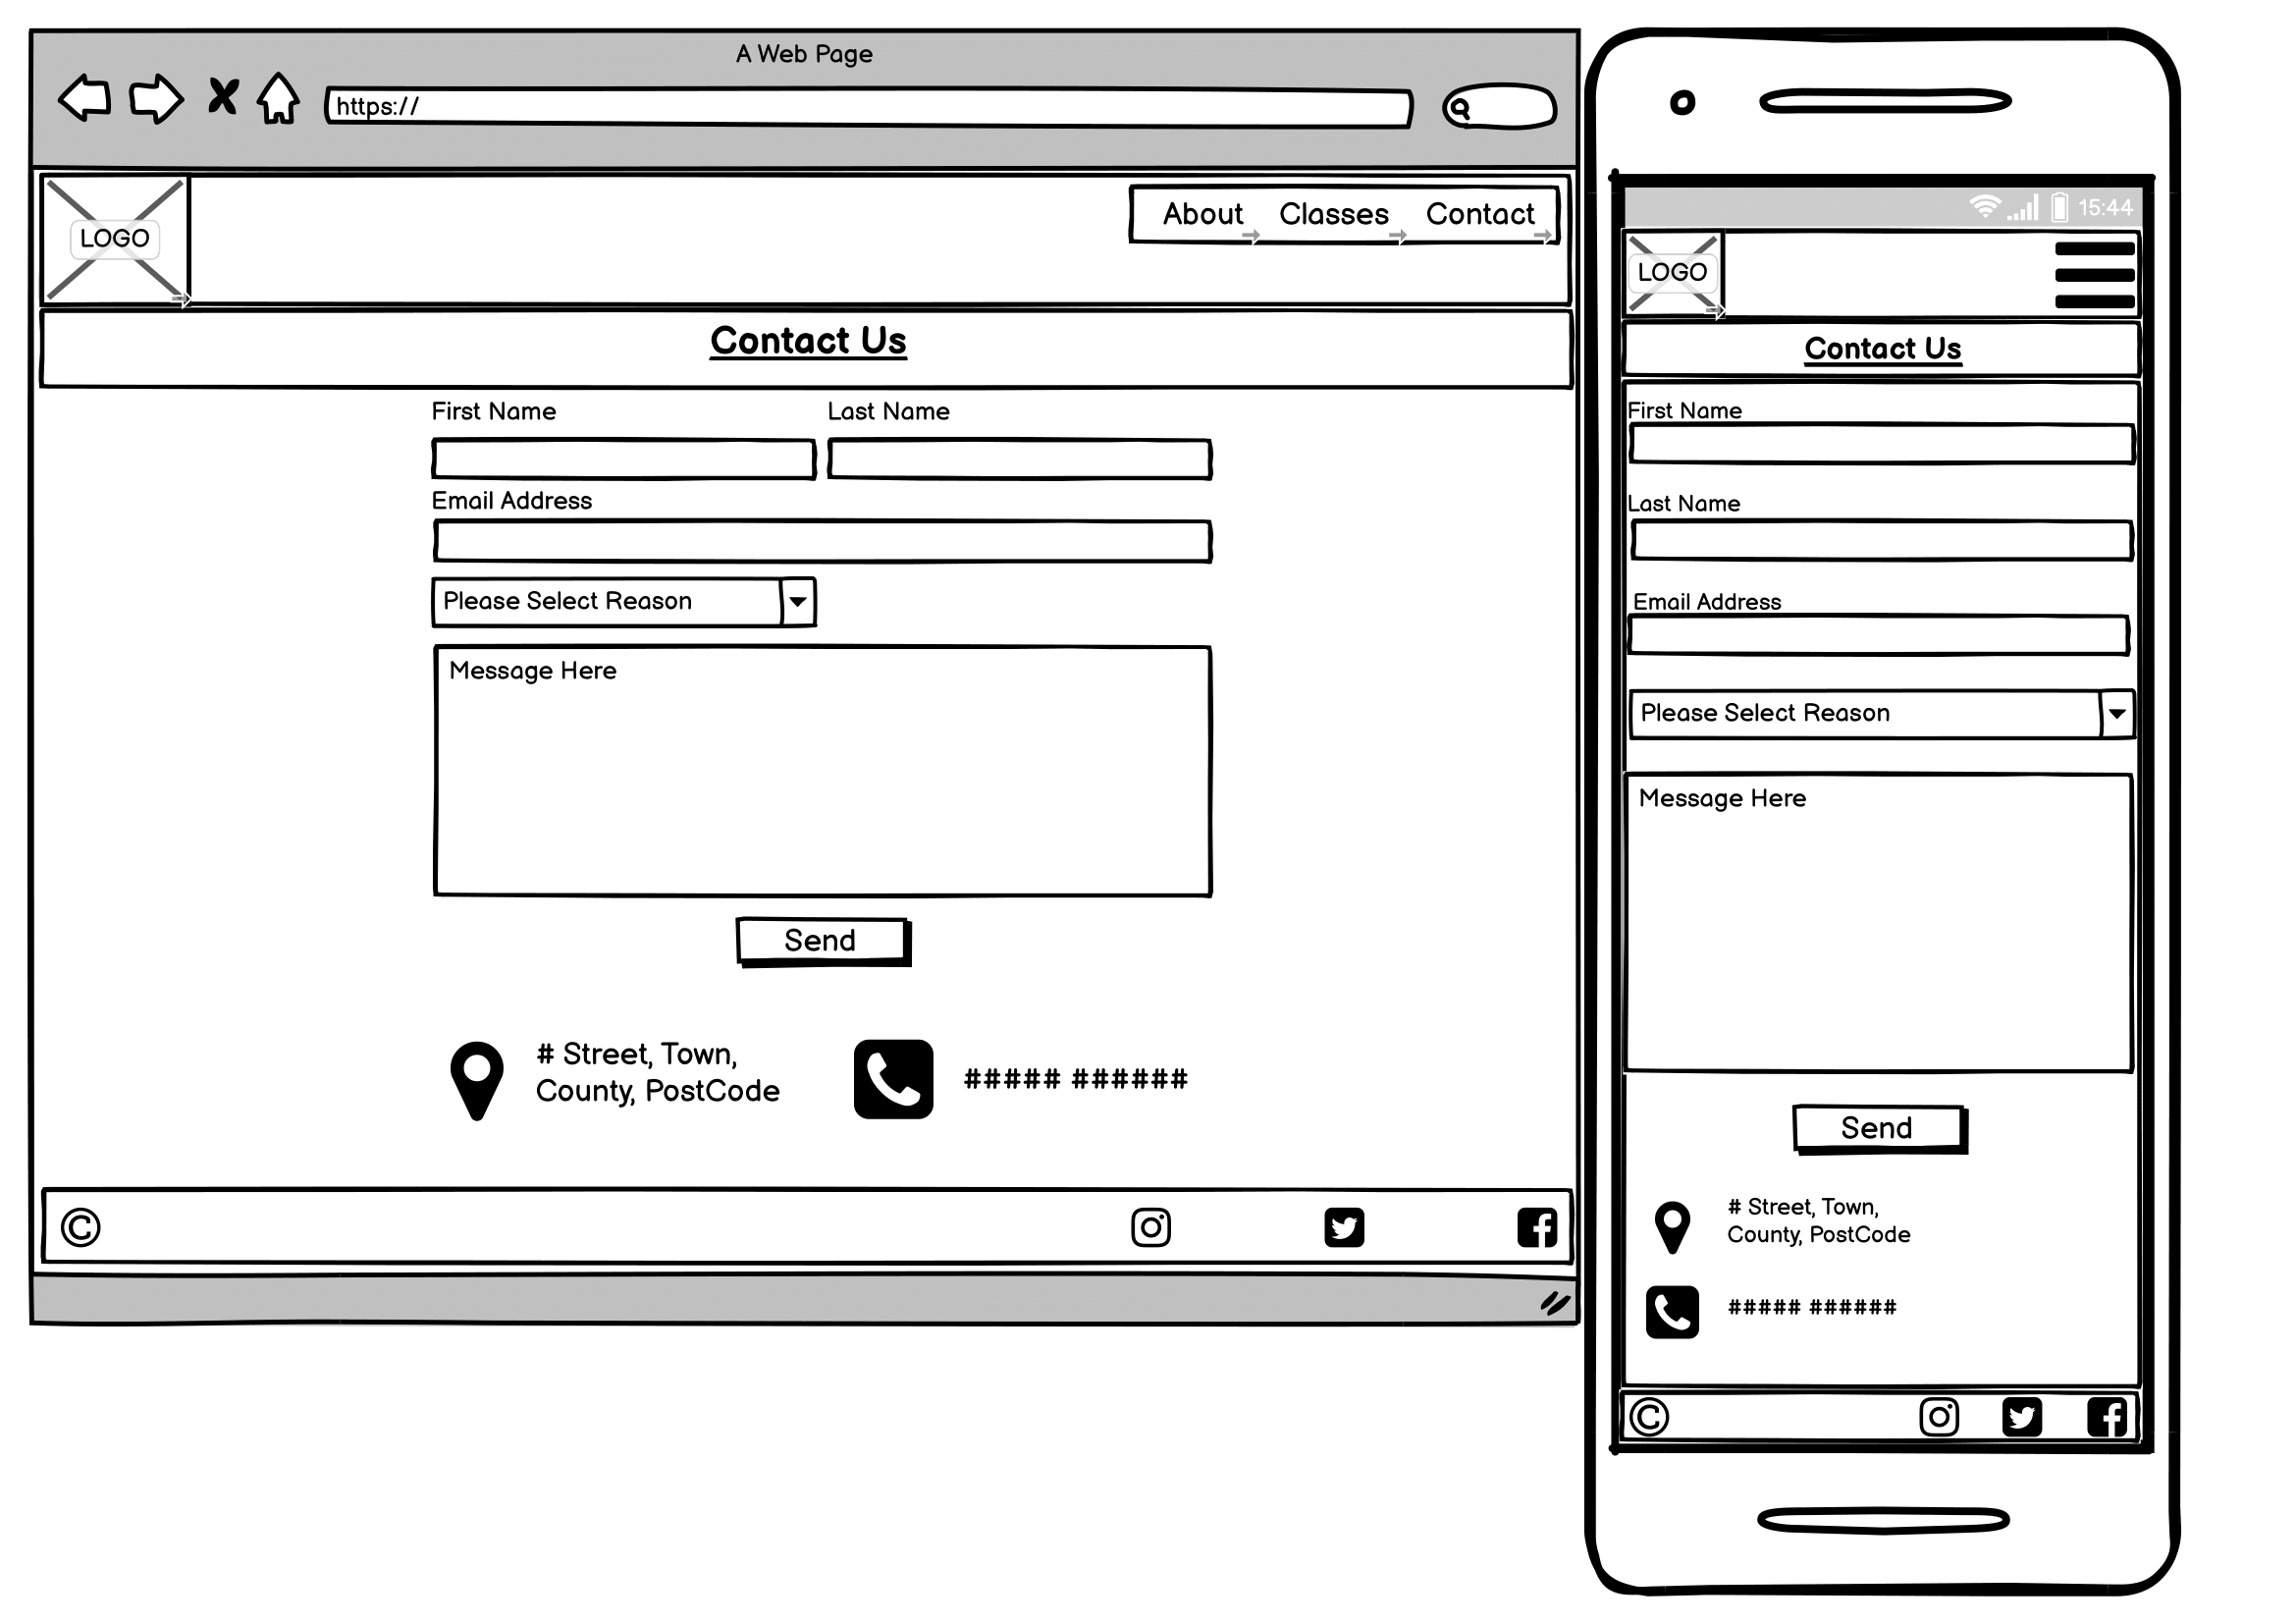 A Web Page
https://
LOGO
About Classes Contact
Contact Us
First Name Last Name
Email Address
Please Select Reason
Message Here
Send
# Street, Town,
County, PostCode
##### ######
©
15:44
LOGO
Contact Us
First Name
Last Name
Email Address
Please Select Reason
Message Here
Send
# Street, Town,
County, PostCode
##### ######
©